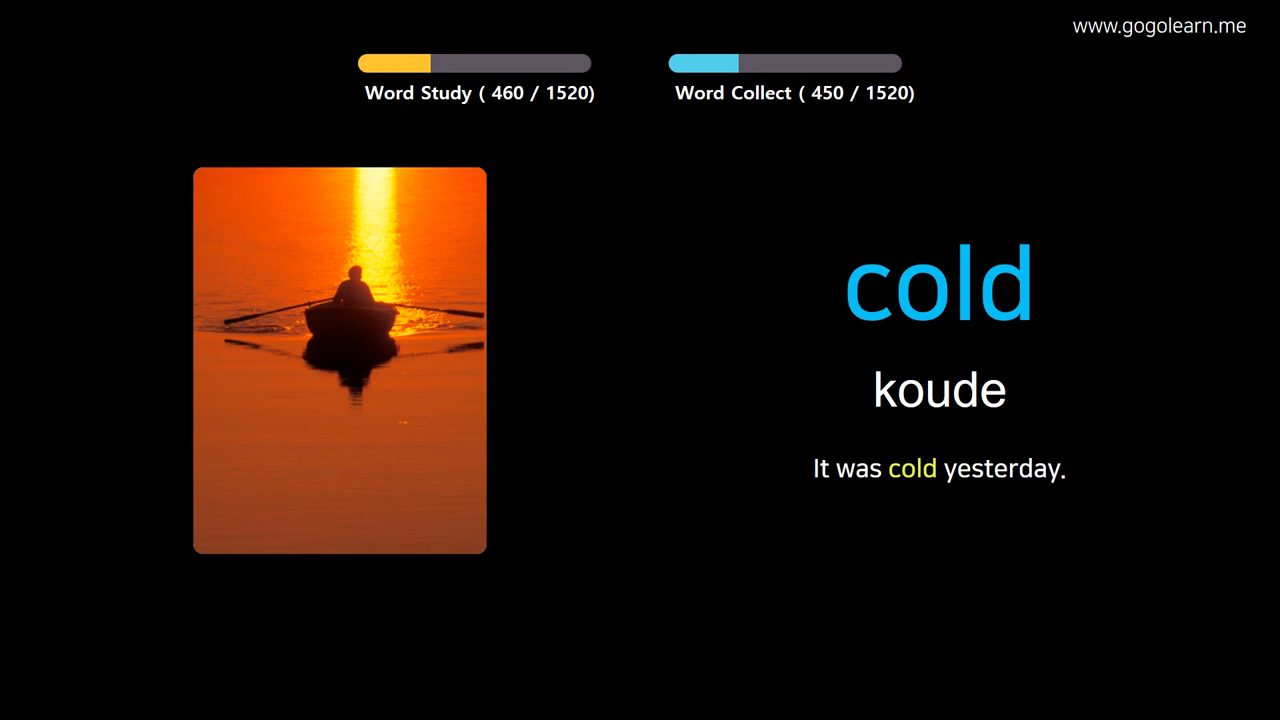 www.gogolearn.me
Word Study ( 460 / 1520)
Word Collect ( 450 / 1520)
cold
koude
It was cold yesterday.